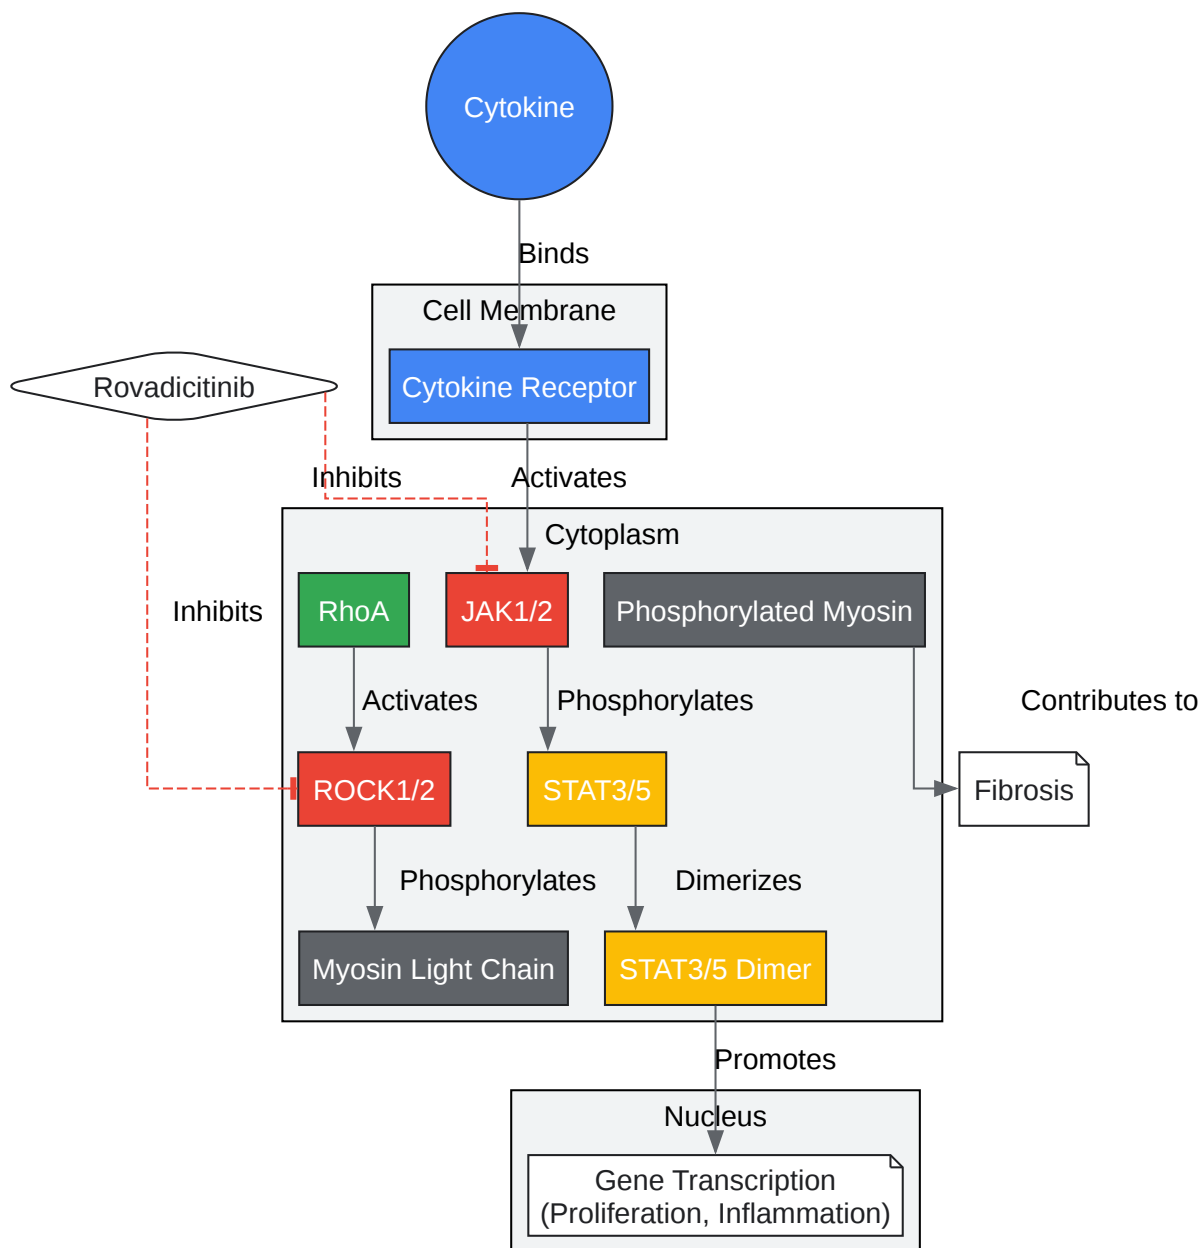 Cytokine
Binds
Cell Membrane
Cytokine Receptor
Rovadicitinib
Inhibits
Activates
Cytoplasm
RhoA
JAK1/2
Phosphorylated Myosin
Inhibits
Activates
Phosphorylates
Contributes to
ROCK1/2
STAT3/5
Fibrosis
Phosphorylates
Dimerizes
Myosin Light Chain
STAT3/5 Dimer
Promotes
Nucleus
Gene Transcription
(Proliferation, Inflammation)